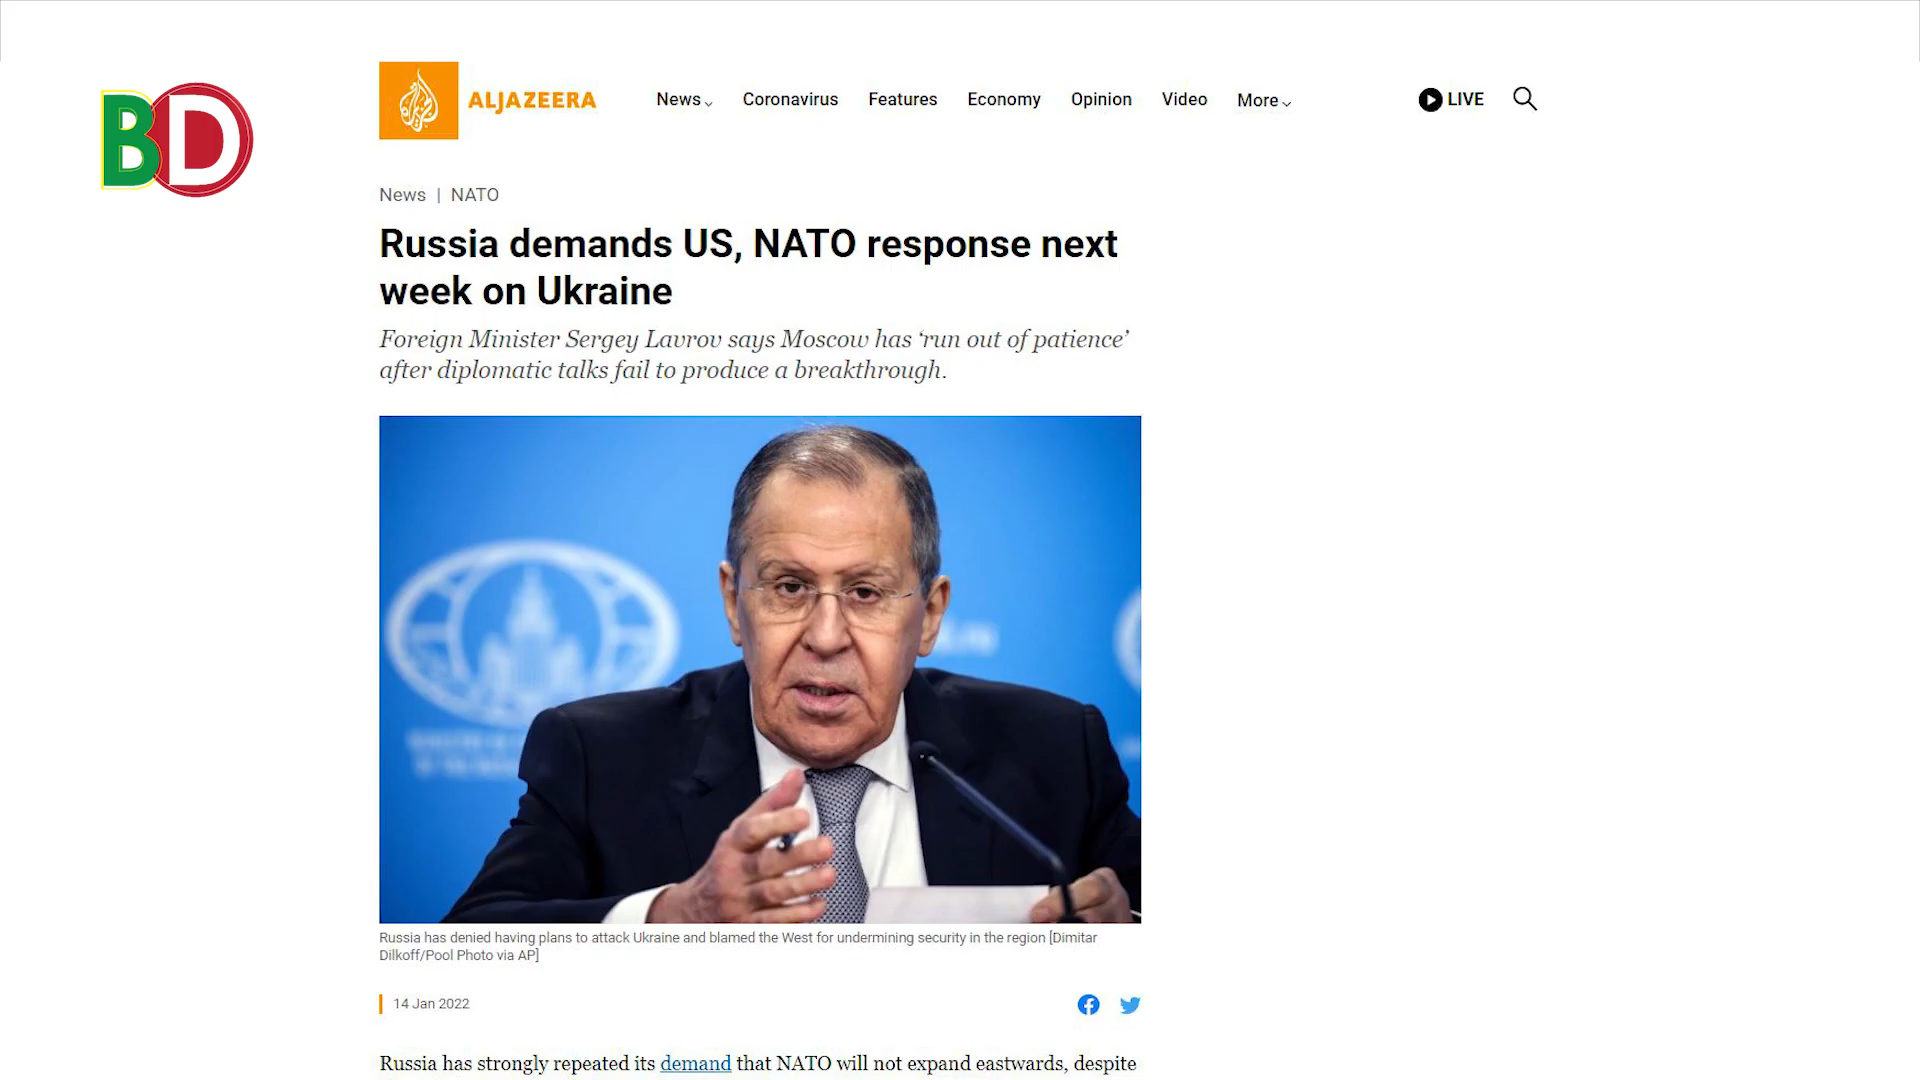 BD
ALJAZEERA
News
Coronavirus
Features
Economy
Opinion
Video
More
LIVE
News | NATO
Russia demands US, NATO response next
week on Ukraine
Foreign Minister Sergey Lavrov says Moscow has ‘run out of patience’
after diplomatic talks fail to produce a breakthrough.
Russia has denied having plans to attack Ukraine and blamed the West for undermining security in the region [Dimitar
Dilkoff/Pool Photo via AP]
14 Jan 2022
Russia has strongly repeated its demand that NATO will not expand eastwards, despite